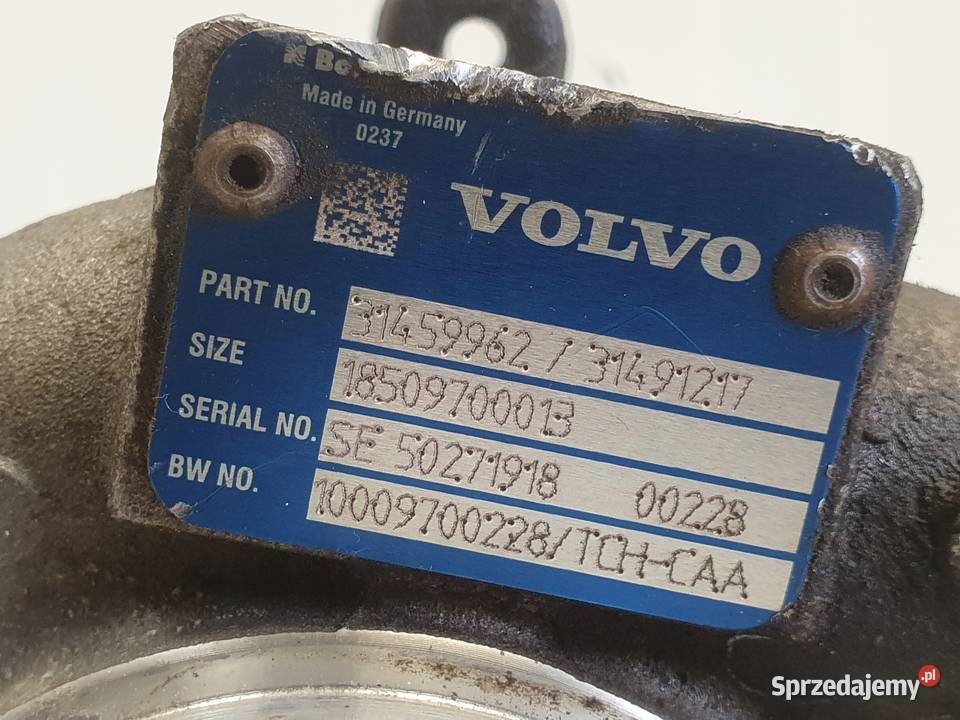 Made in Germany
0237
VOLVO
PART NO. 31459962 / 31491217
SIZE 18509700013
SERIAL NO. SE 50271918 00228
BW NO. 10009700228/TCH-CAA
Sprzedajemy.pl